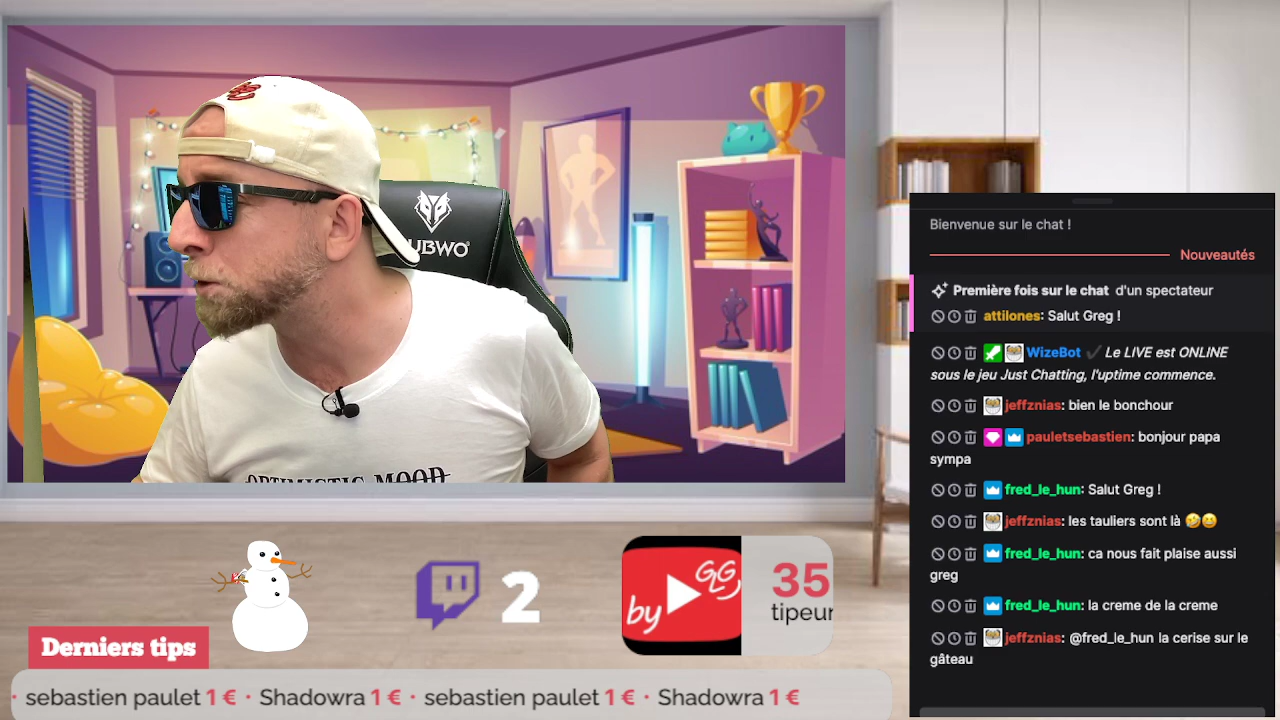 OPTIMISTIC MOOD
Bienvenue sur le chat !
Nouveautés
Première fois sur le chat d'un spectateur
attilones: Salut Greg !
WizeBot ✔ Le LIVE est ONLINE
sous le jeu Just Chatting, l'uptime commence.
jeffznias: bien le bonchour
pauletsebastien: bonjour papa
sympa
fred_le_hun: Salut Greg !
jeffznias: les tauliers sont là 🤣😆
fred_le_hun: ca nous fait plaise aussi
greg
fred_le_hun: la creme de la creme
jeffznias: @fred_le_hun la cerise sur le
gâteau
2
by GG
35
tipeur
Derniers tips
· sebastien paulet 1 € · Shadowra 1 € · sebastien paulet 1 € · Shadowra 1 €